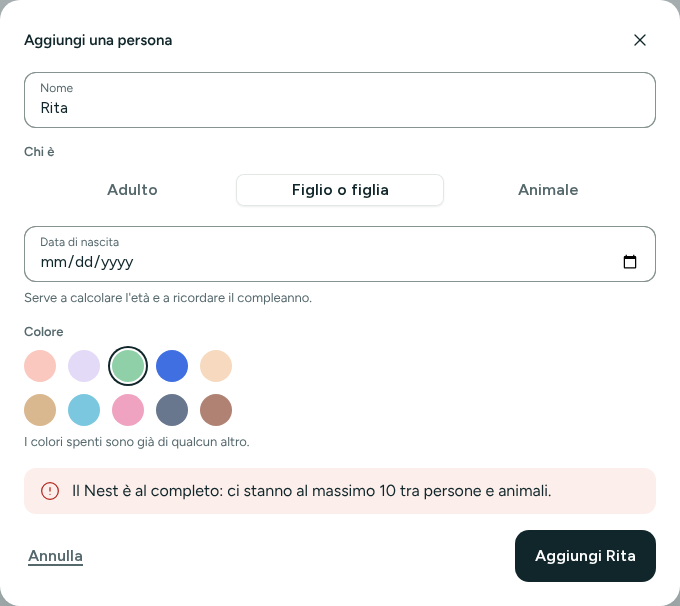 Aggiungi una persona
Nome
Rita
Chi è
Adulto Figlio o figlia Animale
Data di nascita
mm/dd/yyyy
Serve a calcolare l'età e a ricordare il compleanno.
Colore
I colori spenti sono già di qualcun altro.
Il Nest è al completo: ci stanno al massimo 10 tra persone e animali.
Annulla Aggiungi Rita